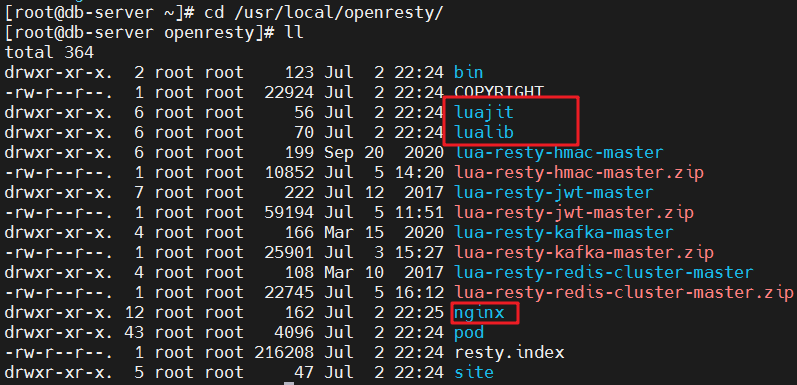 [root@db-server ~]# cd /usr/local/openresty/
[root@db-server openresty]# ll
total 364
drwxr-xr-x.  2 root root    123 Jul  2 22:24 bin
-rw-r--r--.  1 root root  22924 Jul  2 22:24 COPYRIGHT
drwxr-xr-x.  6 root root     56 Jul  2 22:24 luajit
drwxr-xr-x.  6 root root     70 Jul  2 22:24 lualib
drwxr-xr-x.  6 root root    199 Sep 20  2020 lua-resty-hmac-master
-rw-r--r--.  1 root root  10852 Jul  5 14:20 lua-resty-hmac-master.zip
drwxr-xr-x.  7 root root    222 Jul 12  2017 lua-resty-jwt-master
-rw-r--r--.  1 root root  59194 Jul  5 11:51 lua-resty-jwt-master.zip
drwxr-xr-x.  4 root root    166 Mar 15  2020 lua-resty-kafka-master
-rw-r--r--.  1 root root  25901 Jul  3 15:27 lua-resty-kafka-master.zip
drwxr-xr-x.  4 root root    108 Mar 10  2017 lua-resty-redis-cluster-master
-rw-r--r--.  1 root root  22745 Jul  5 16:12 lua-resty-redis-cluster-master.zip
drwxr-xr-x. 12 root root    162 Jul  2 22:25 nginx
drwxr-xr-x. 43 root root   4096 Jul  2 22:24 pod
-rw-r--r--.  1 root root 216208 Jul  2 22:24 resty.index
drwxr-xr-x.  5 root root     47 Jul  2 22:24 site